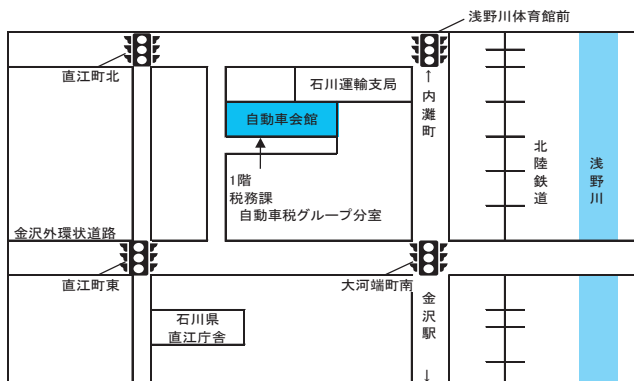 浅野川体育館前
直江町北
石川運輸支局
自動車会館
↑
内灘町
北陸鉄道
浅野川
1階
税務課
自動車税グループ分室
金沢外環状道路
直江町東
大河端町南
石川県
直江庁舎
金沢駅
↓